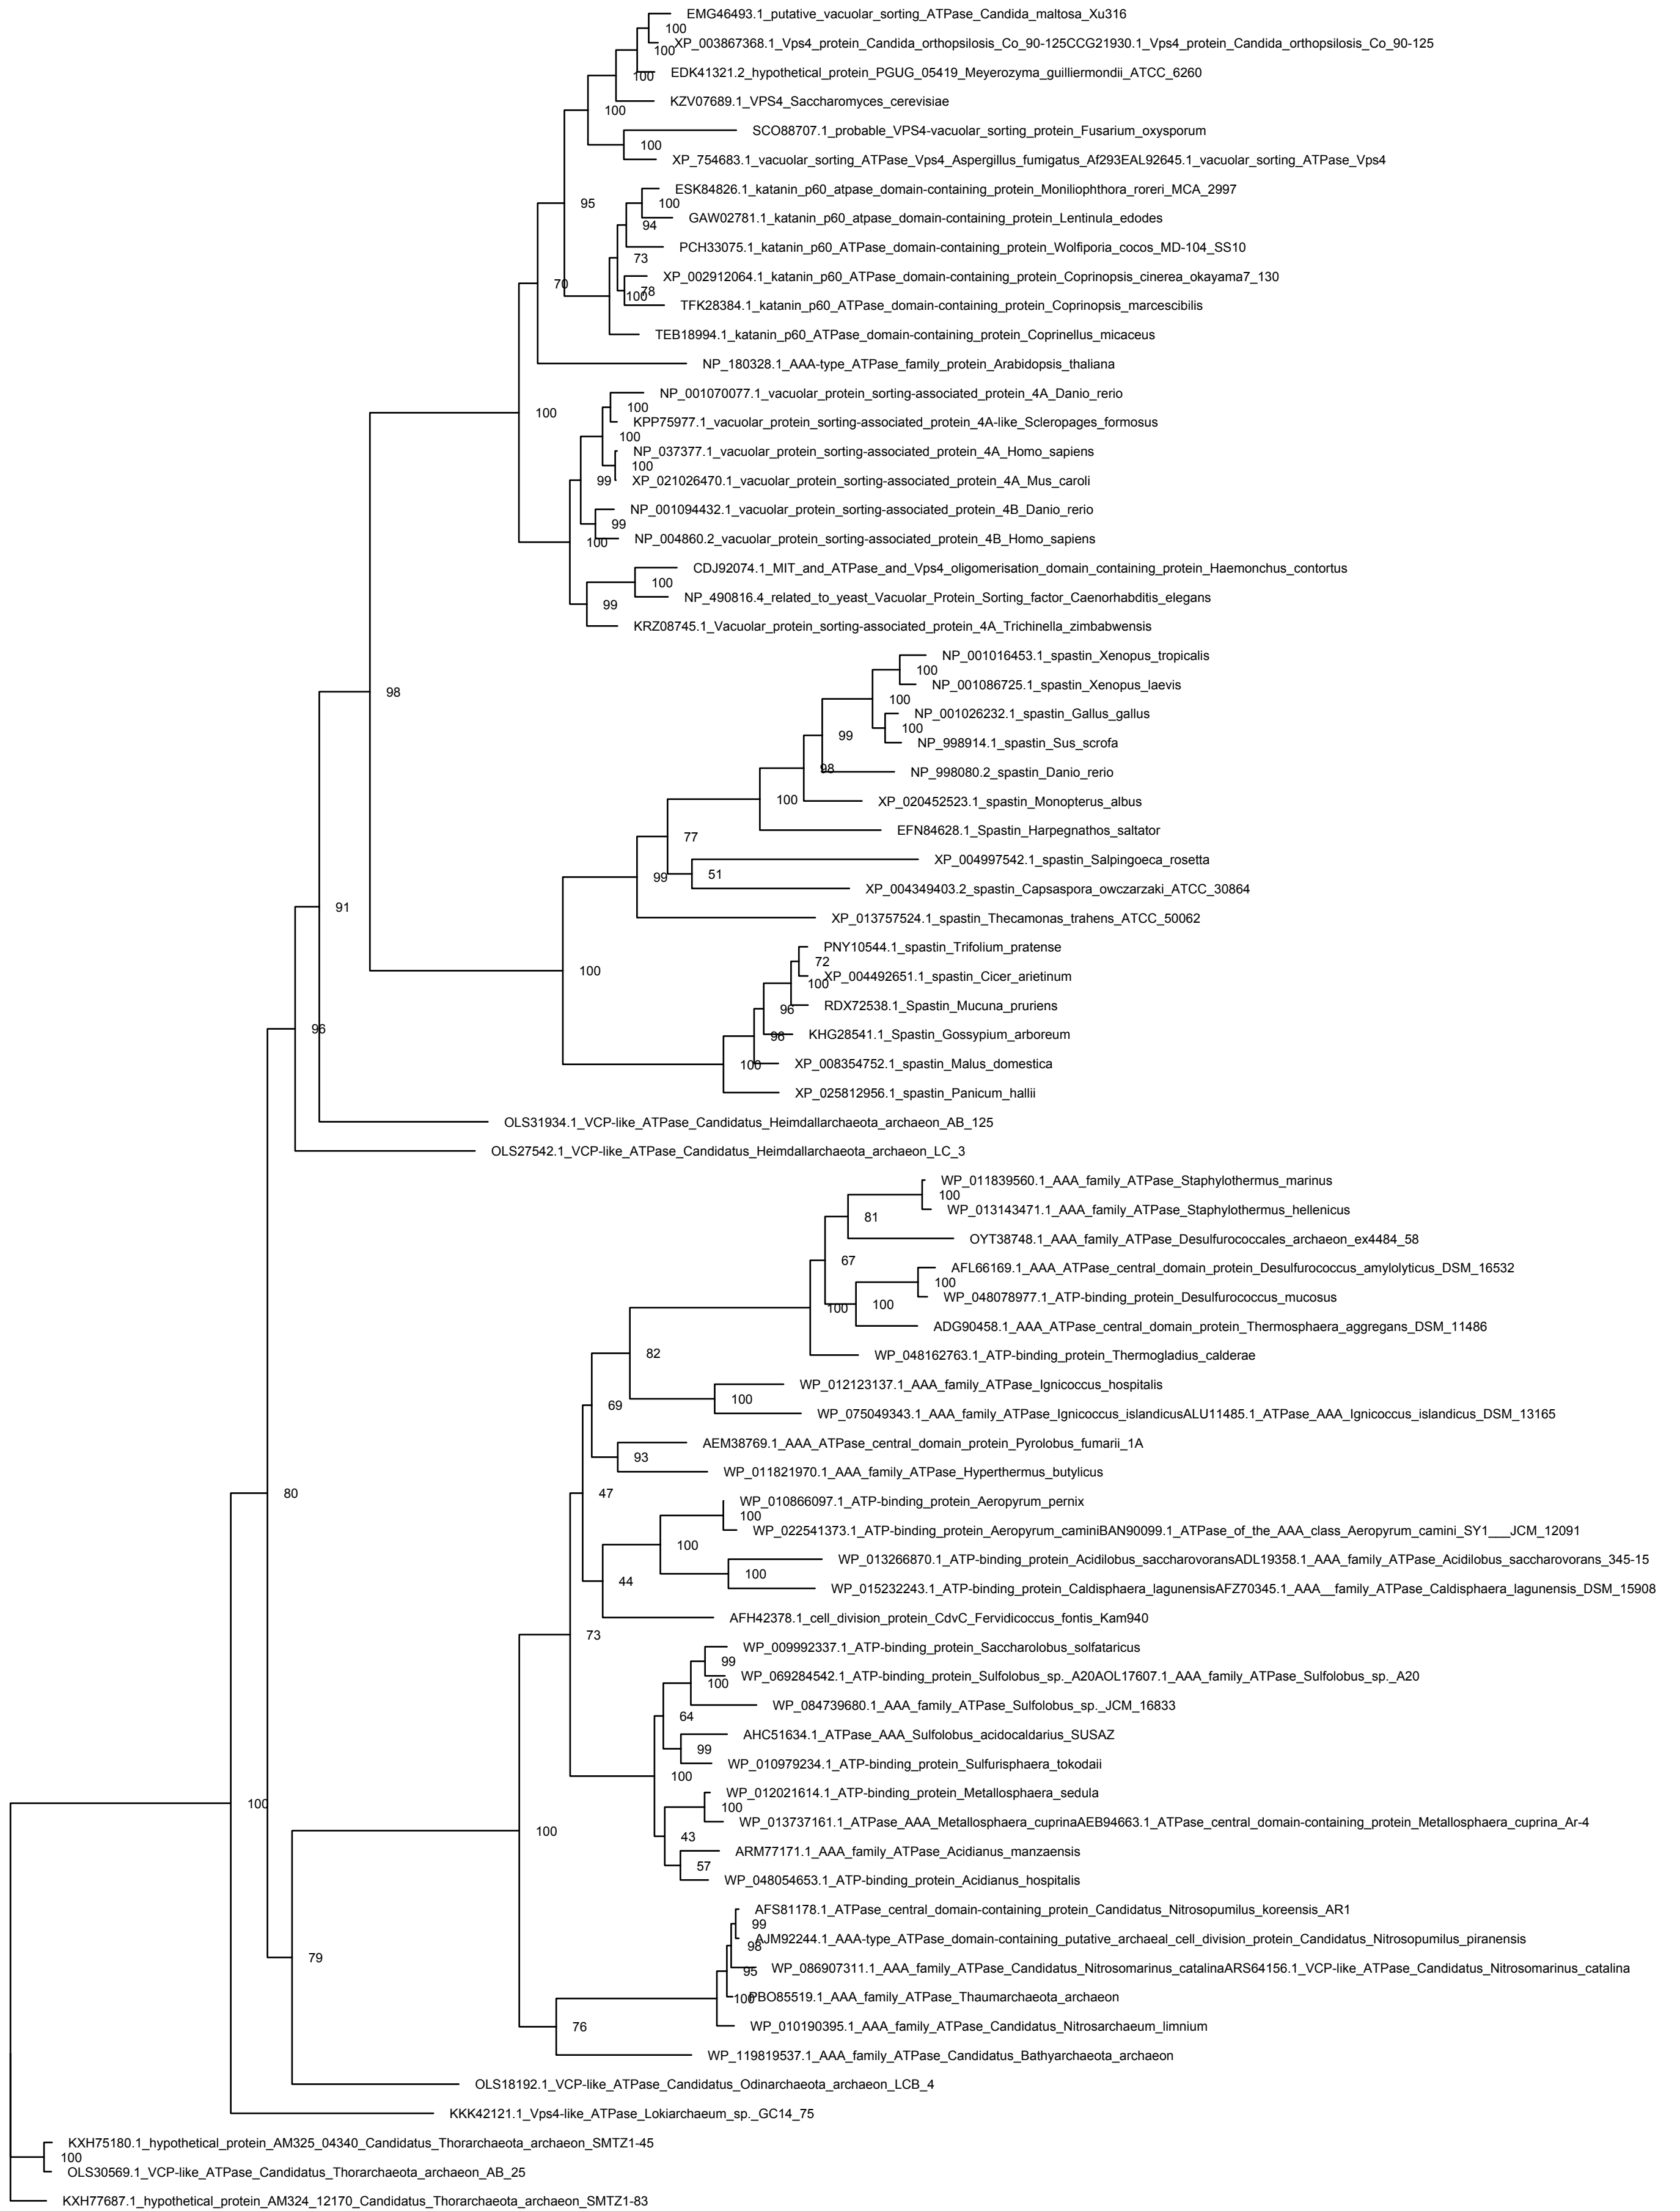 EMG46493.1_putative_vacuolar_sorting_ATPase_Candida_maltosa_Xu316
100
XP_003867368.1_Vps4_protein_Candida_orthopsilosis_Co_90-125CCG21930.1_Vps4_protein_Candida_orthopsilosis_Co_90-125
100
EDK41321.2_hypothetical_protein_PGUG_05419_Meyerozyma_guilliermondii_ATCC_6260
100
KZV07689.1_VPS4_Saccharomyces_cerevisiae
100
SCO88707.1_probable_VPS4-vacuolar_sorting_protein_Fusarium_oxysporum
100
XP_754683.1_vacuolar_sorting_ATPase_Vps4_Aspergillus_fumigatus_Af293EAL92645.1_vacuolar_sorting_ATPase_Vps4
ESK84826.1_katanin_p60_atpase_domain-containing_protein_Moniliophthora_roreri_MCA_2997
95
100
GAW02781.1_katanin_p60_atpase_domain-containing_protein_Lentinula_edodes
94
PCH33075.1_katanin_p60_ATPase_domain-containing_protein_Wolfiporia_cocos_MD-104_SS10
73
XP_002912064.1_katanin_p60_ATPase_domain-containing_protein_Coprinopsis_cinerea_okayama7_130
70
78
100
TFK28384.1_katanin_p60_ATPase_domain-containing_protein_Coprinopsis_marcescibilis
TEB18994.1_katanin_p60_ATPase_domain-containing_protein_Coprinellus_micaceus
NP_180328.1_AAA-type_ATPase_family_protein_Arabidopsis_thaliana
NP_001070077.1_vacuolar_protein_sorting-associated_protein_4A_Danio_rerio
100
100
KPP75977.1_vacuolar_protein_sorting-associated_protein_4A-like_Scleropages_formosus
100
NP_037377.1_vacuolar_protein_sorting-associated_protein_4A_Homo_sapiens
100
99
XP_021026470.1_vacuolar_protein_sorting-associated_protein_4A_Mus_caroli
NP_001094432.1_vacuolar_protein_sorting-associated_protein_4B_Danio_rerio
99
NP_004860.2_vacuolar_protein_sorting-associated_protein_4B_Homo_sapiens
100
CDJ92074.1_MIT_and_ATPase_and_Vps4_oligomerisation_domain_containing_protein_Haemonchus_contortus
100
NP_490816.4_related_to_yeast_Vacuolar_Protein_Sorting_factor_Caenorhabditis_elegans
99
KRZ08745.1_Vacuolar_protein_sorting-associated_protein_4A_Trichinella_zimbabwensis
NP_001016453.1_spastin_Xenopus_tropicalis
100
NP_001086725.1_spastin_Xenopus_laevis
98
100
NP_001026232.1_spastin_Gallus_gallus
100
99
NP_998914.1_spastin_Sus_scrofa
98
NP_998080.2_spastin_Danio_rerio
100
XP_020452523.1_spastin_Monopterus_albus
EFN84628.1_Spastin_Harpegnathos_saltator
77
XP_004997542.1_spastin_Salpingoeca_rosetta
99
51
XP_004349403.2_spastin_Capsaspora_owczarzaki_ATCC_30864
91
XP_013757524.1_spastin_Thecamonas_trahens_ATCC_50062
PNY10544.1_spastin_Trifolium_pratense
72
100
XP_004492651.1_spastin_Cicer_arietinum
100
RDX72538.1_Spastin_Mucuna_pruriens
96
96
KHG28541.1_Spastin_Gossypium_arboreum
96
XP_008354752.1_spastin_Malus_domestica
100
XP_025812956.1_spastin_Panicum_hallii
OLS31934.1_VCP-like_ATPase_Candidatus_Heimdallarchaeota_archaeon_AB_125
OLS27542.1_VCP-like_ATPase_Candidatus_Heimdallarchaeota_archaeon_LC_3
WP_011839560.1_AAA_family_ATPase_Staphylothermus_marinus
100
WP_013143471.1_AAA_family_ATPase_Staphylothermus_hellenicus
81
OYT38748.1_AAA_family_ATPase_Desulfurococcales_archaeon_ex4484_58
67
AFL66169.1_AAA_ATPase_central_domain_protein_Desulfurococcus_amylolyticus_DSM_16532
100
WP_048078977.1_ATP-binding_protein_Desulfurococcus_mucosus
100
100
ADG90458.1_AAA_ATPase_central_domain_protein_Thermosphaera_aggregans_DSM_11486
82
WP_048162763.1_ATP-binding_protein_Thermogladius_calderae
WP_012123137.1_AAA_family_ATPase_Ignicoccus_hospitalis
100
69
WP_075049343.1_AAA_family_ATPase_Ignicoccus_islandicusALU11485.1_ATPase_AAA_Ignicoccus_islandicus_DSM_13165
AEM38769.1_AAA_ATPase_central_domain_protein_Pyrolobus_fumarii_1A
93
WP_011821970.1_AAA_family_ATPase_Hyperthermus_butylicus
80
47
WP_010866097.1_ATP-binding_protein_Aeropyrum_pernix
100
WP_022541373.1_ATP-binding_protein_Aeropyrum_caminiBAN90099.1_ATPase_of_the_AAA_class_Aeropyrum_camini_SY1___JCM_12091
100
WP_013266870.1_ATP-binding_protein_Acidilobus_saccharovoransADL19358.1_AAA_family_ATPase_Acidilobus_saccharovorans_345-15
100
44
WP_015232243.1_ATP-binding_protein_Caldisphaera_lagunensisAFZ70345.1_AAA__family_ATPase_Caldisphaera_lagunensis_DSM_15908
AFH42378.1_cell_division_protein_CdvC_Fervidicoccus_fontis_Kam940
73
WP_009992337.1_ATP-binding_protein_Saccharolobus_solfataricus
99
WP_069284542.1_ATP-binding_protein_Sulfolobus_sp._A20AOL17607.1_AAA_family_ATPase_Sulfolobus_sp._A20
100
WP_084739680.1_AAA_family_ATPase_Sulfolobus_sp._JCM_16833
64
AHC51634.1_ATPase_AAA_Sulfolobus_acidocaldarius_SUSAZ
99
WP_010979234.1_ATP-binding_protein_Sulfurisphaera_tokodaii
100
WP_012021614.1_ATP-binding_protein_Metallosphaera_sedula
100
100
WP_013737161.1_ATPase_AAA_Metallosphaera_cuprinaAEB94663.1_ATPase_central_domain-containing_protein_Metallosphaera_cuprina_Ar-4
100
43
ARM77171.1_AAA_family_ATPase_Acidianus_manzaensis
57
WP_048054653.1_ATP-binding_protein_Acidianus_hospitalis
AFS81178.1_ATPase_central_domain-containing_protein_Candidatus_Nitrosopumilus_koreensis_AR1
99
AJM92244.1_AAA-type_ATPase_domain-containing_putative_archaeal_cell_division_protein_Candidatus_Nitrosopumilus_piranensis
98
79
WP_086907311.1_AAA_family_ATPase_Candidatus_Nitrosomarinus_catalinaARS64156.1_VCP-like_ATPase_Candidatus_Nitrosomarinus_catalina
95
PBO85519.1_AAA_family_ATPase_Thaumarchaeota_archaeon
100
WP_010190395.1_AAA_family_ATPase_Candidatus_Nitrosarchaeum_limnium
76
WP_119819537.1_AAA_family_ATPase_Candidatus_Bathyarchaeota_archaeon
OLS18192.1_VCP-like_ATPase_Candidatus_Odinarchaeota_archaeon_LCB_4
KKK42121.1_Vps4-like_ATPase_Lokiarchaeum_sp._GC14_75
KXH75180.1_hypothetical_protein_AM325_04340_Candidatus_Thorarchaeota_archaeon_SMTZ1-45
100
OLS30569.1_VCP-like_ATPase_Candidatus_Thorarchaeota_archaeon_AB_25
KXH77687.1_hypothetical_protein_AM324_12170_Candidatus_Thorarchaeota_archaeon_SMTZ1-83